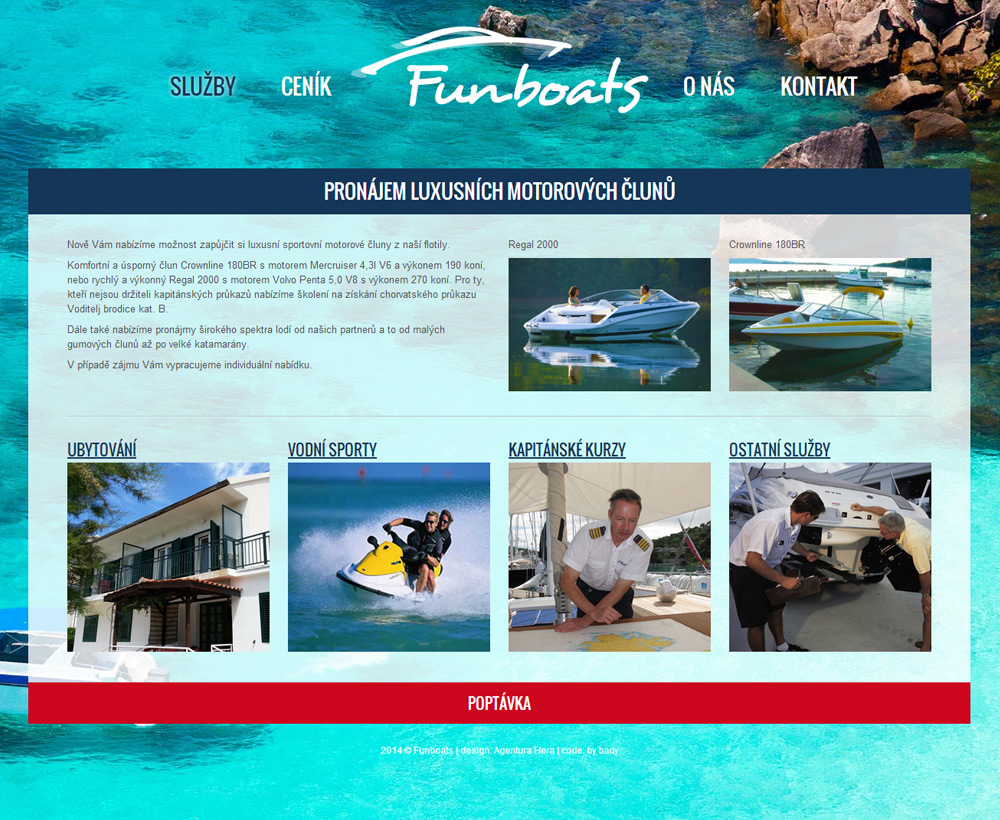 SLUŽBY CENÍK Funboats O NÁS KONTAKT
PRONÁJEM LUXUSNÍCH MOTOROVÝCH ČLUNŮ
Nově Vám nabízíme možnost zapůjčit si luxusní sportovní motorové čluny z naší flotily.
Komfortní a úsporný člun Crownline 180BR s motorem Mercruiser 4,3l V6 a výkonem 190 koní,
nebo rychlý a výkonný Regal 2000 s motorem Volvo Penta 5,0 V8 s výkonem 270 koní. Pro ty,
kteří nejsou držiteli kapitánských průkazů nabízíme školení na získání chorvatského průkazu
Voditelj brodice kat. B.
Dále také nabízíme pronájmy širokého spektra lodí od našich partnerů a to od malých
gumových člunů až po velké katamarány.
V případě zájmu Vám vypracujeme individuální nabídku.
Regal 2000
Crownline 180BR
UBYTOVÁNÍ
VODNÍ SPORTY
KAPITÁNSKÉ KURZY
OSTATNÍ SLUŽBY
POPTÁVKA
2014 © Funboats | design: Agentura Hera | code: by bady